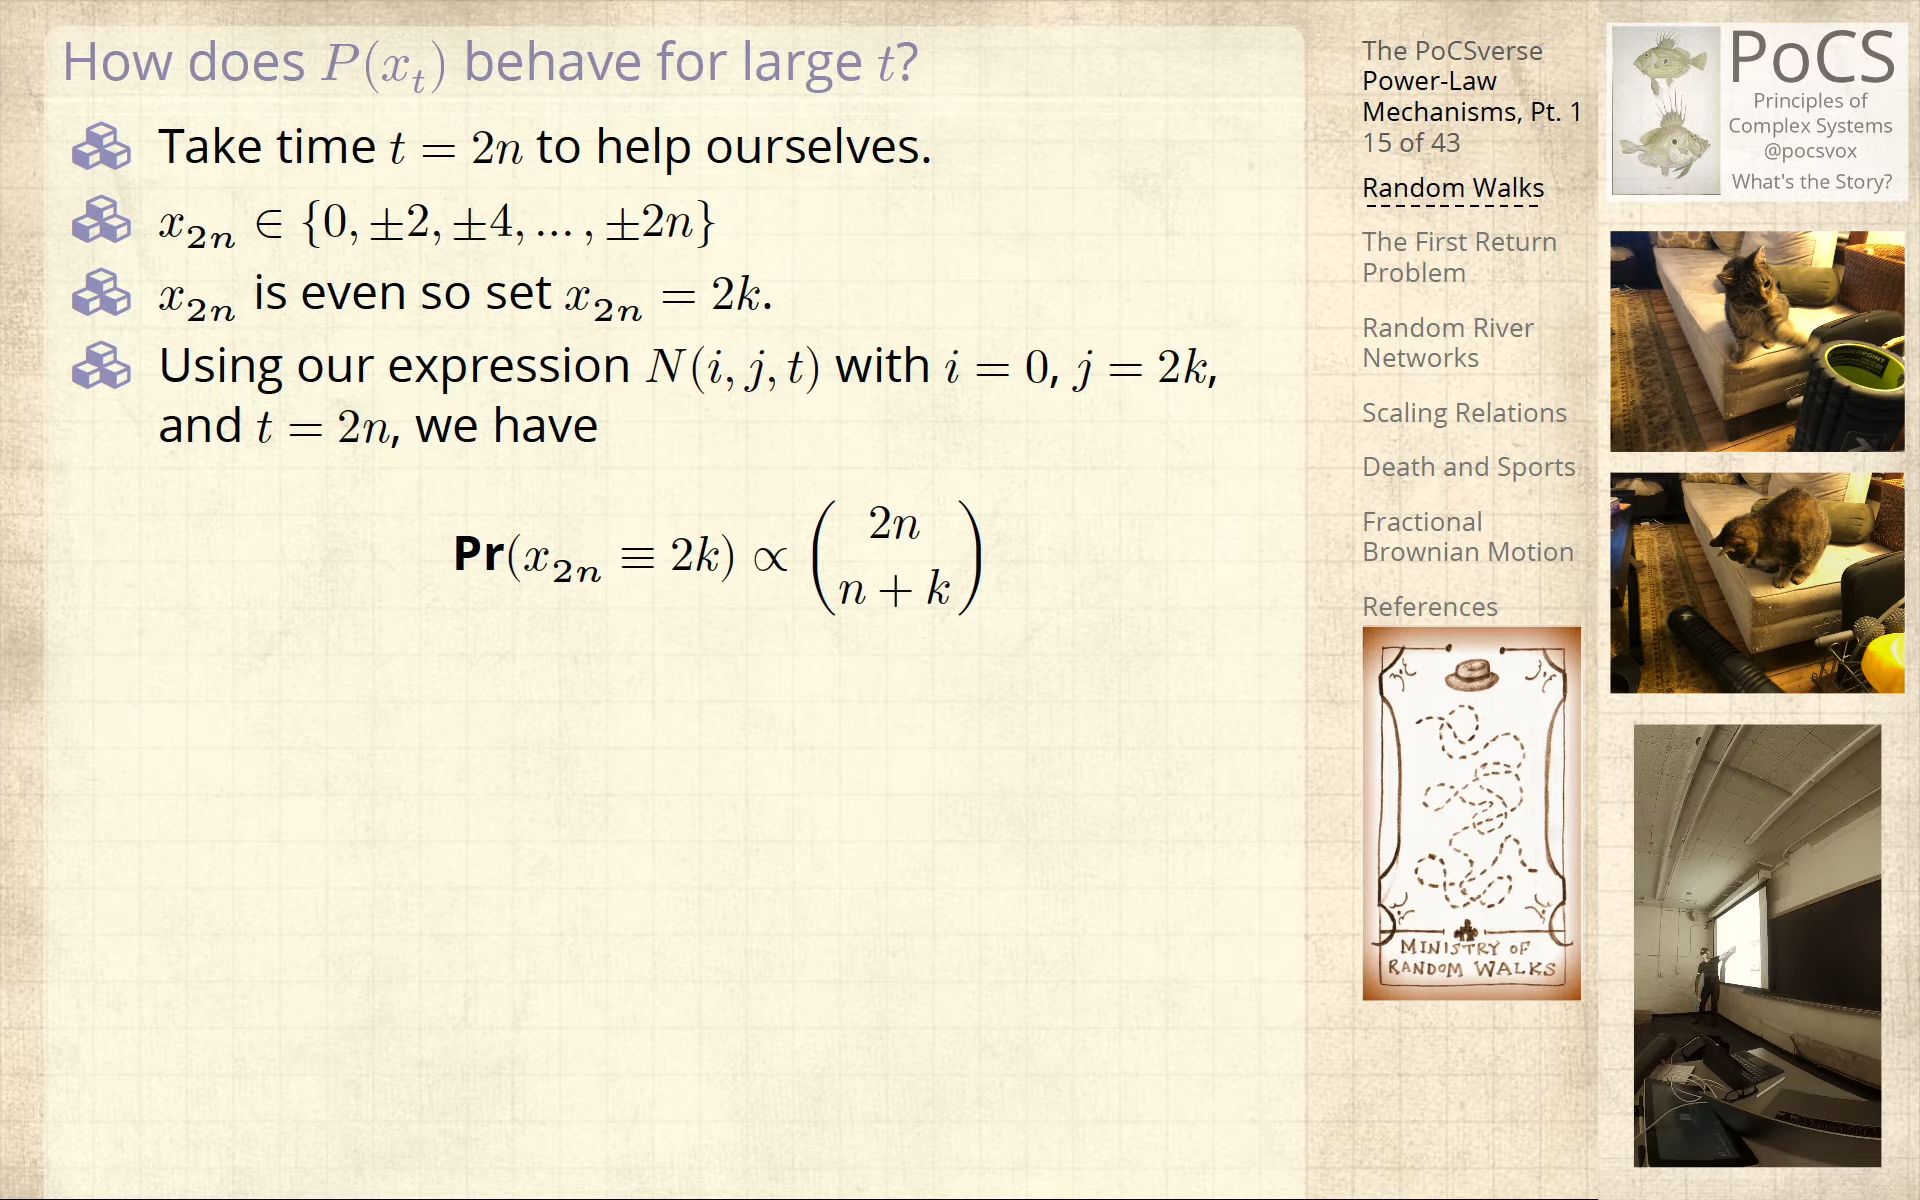 How does P(x_t) behave for large t?
Take time t = 2n to help ourselves.
x_{2n} ∈ {0, ±2, ±4, … , ±2n}
x_{2n} is even so set x_{2n} = 2k.
Using our expression N(i, j, t) with i = 0, j = 2k,
and t = 2n, we have
Pr(x_{2n} ≡ 2k) ∝ \binom{2n}{n + k}
The PoCSverse
Power-Law
Mechanisms, Pt. 1
15 of 43
Random Walks
The First Return
Problem
Random River
Networks
Scaling Relations
Death and Sports
Fractional
Brownian Motion
References
MINISTRY OF
RANDOM WALKS
PoCS
Principles of
Complex Systems
@pocsvox
What's the Story?